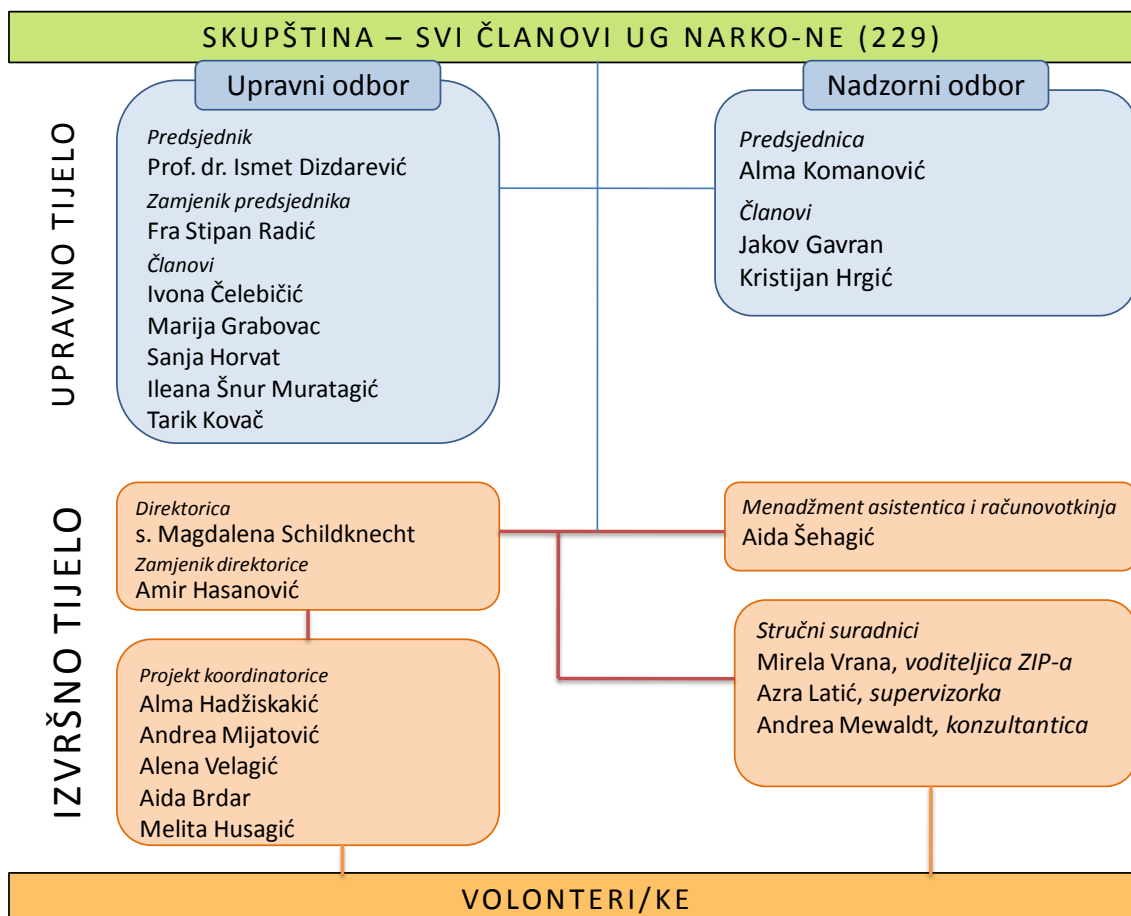 SKUPŠTINA – SVI ČLANOVI UG NARKO-NE (229)
UPRAVNO TIJELO
Upravni odbor
Predsjednik
Prof. dr. Ismet Dizdarević
Zamjenik predsjednika
Fra Stipan Radić
Članovi
Ivona Čelebičić
Marija Grabovac
Sanja Horvat
Ileana Šnur Muratagić
Tarik Kovač
Nadzorni odbor
Predsjednica
Alma Komanović
Članovi
Jakov Gavran
Kristijan Hrgić
IZVRŠNO TIJELO
Direktorica
s. Magdalena Schildknecht
Zamjenik direktorice
Amir Hasanović
Menadžment asistentica i računovotkinja
Aida Šehagić
Projekt koordinatorice
Alma Hadžiskakić
Andrea Mijatović
Alena Velagić
Aida Brdar
Melita Husagić
Stručni suradnici
Mirela Vrana, voditeljica ZIP-a
Azra Latić, supervizorka
Andrea Mewaldt, konzultantica
VOLONTERI/KE